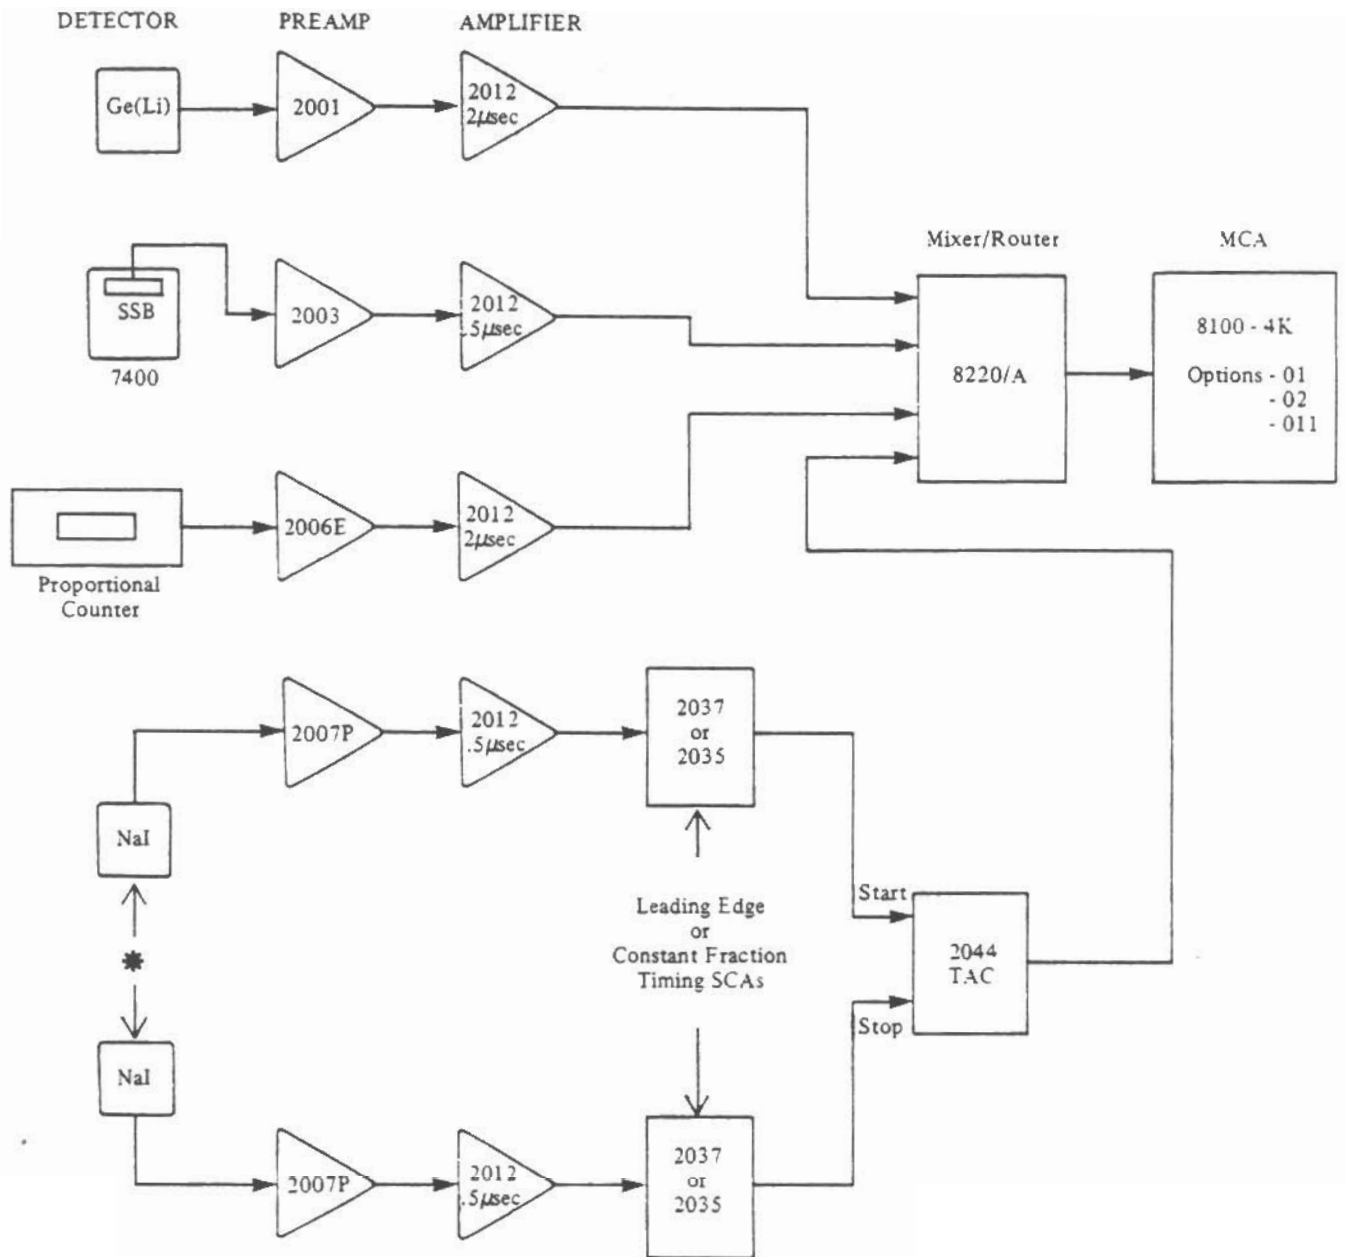 DETECTOR PREAMP AMPLIFIER
Ge(Li)
2001
2012
2μsec
SSB
7400
2003
2012
.5μsec
Mixer/Router
8220/A
MCA
8100 - 4K
Options - 01
- 02
- 011
Proportional
Counter
2006E
2012
2μsec
NaI
2007P
2012
.5μsec
2037
or
2035
Leading Edge
or
Constant Fraction
Timing SCAs
Start
Stop
2044
TAC
NaI
2007P
2012
.5μsec
2037
or
2035